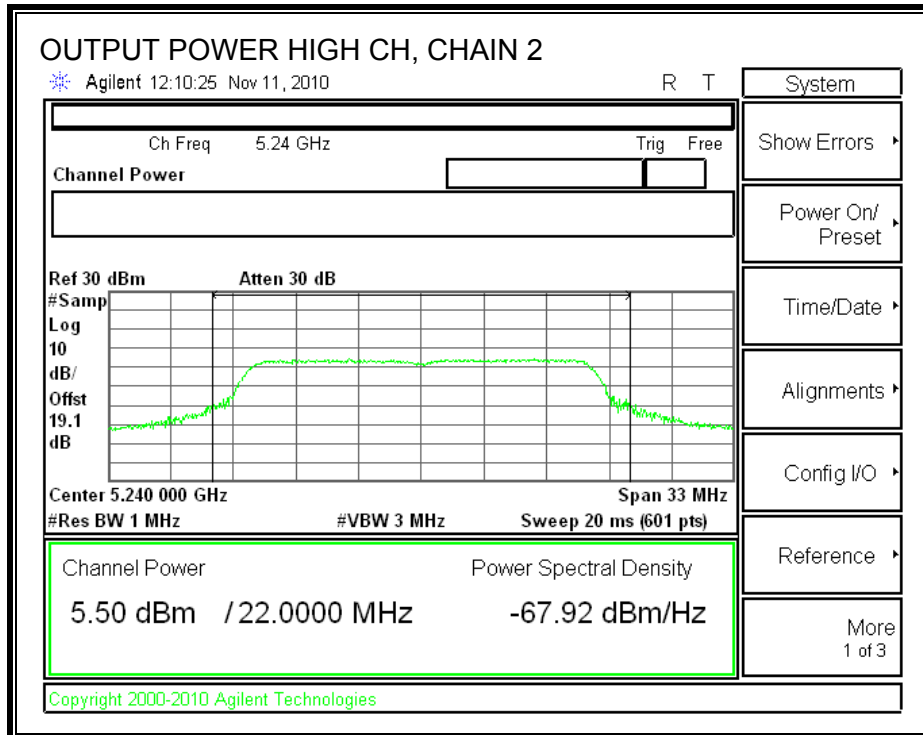 OUTPUT POWER HIGH CH, CHAIN 2
Agilent 12:10:25 Nov 11, 2010 R T
System
Ch Freq 5.24 GHz Trig Free
Channel Power
Show Errors
Power On/
Preset
Time/Date
Alignments
Config I/O
Reference
More
1 of 3
Ref 30 dBm Atten 30 dB
#Samp
Log
10
dB/
Offst
19.1
dB
Center 5.240 000 GHz Span 33 MHz
#Res BW 1 MHz #VBW 3 MHz Sweep 20 ms (601 pts)
Channel Power Power Spectral Density
5.50 dBm / 22.0000 MHz -67.92 dBm/Hz
Copyright 2000-2010 Agilent Technologies